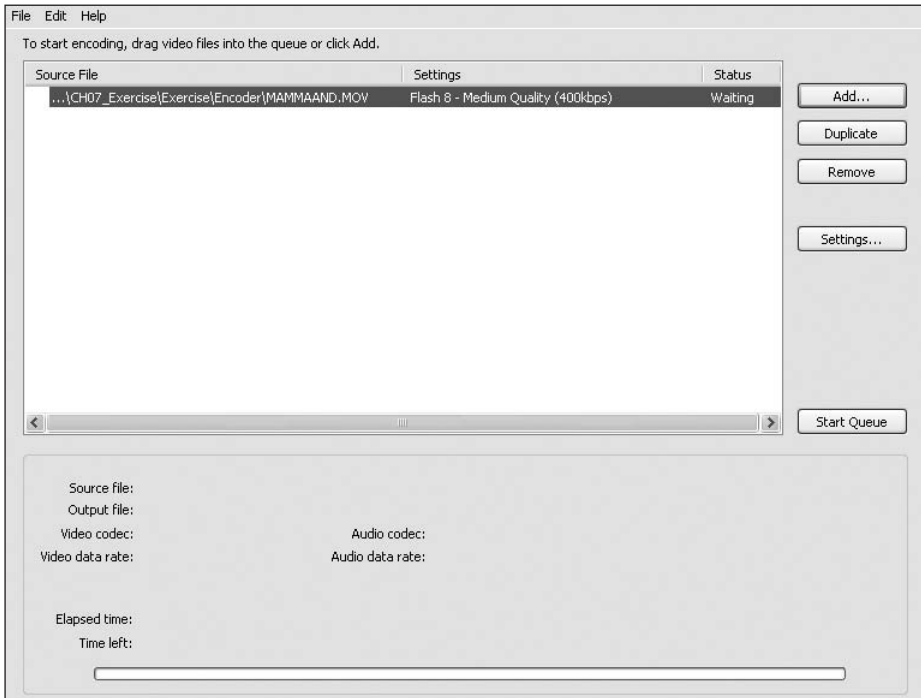 File Edit Help
To start encoding, drag video files into the queue or click Add.
Source File Settings Status
...\CH07_Exercise\Exercise\Encoder\MAMMAAND.MOV Flash 8 - Medium Quality (400kbps) Waiting
Add...
Duplicate
Remove
Settings...
Start Queue
Source file:
Output file:
Video codec: Audio codec:
Video data rate: Audio data rate:
Elapsed time:
Time left: